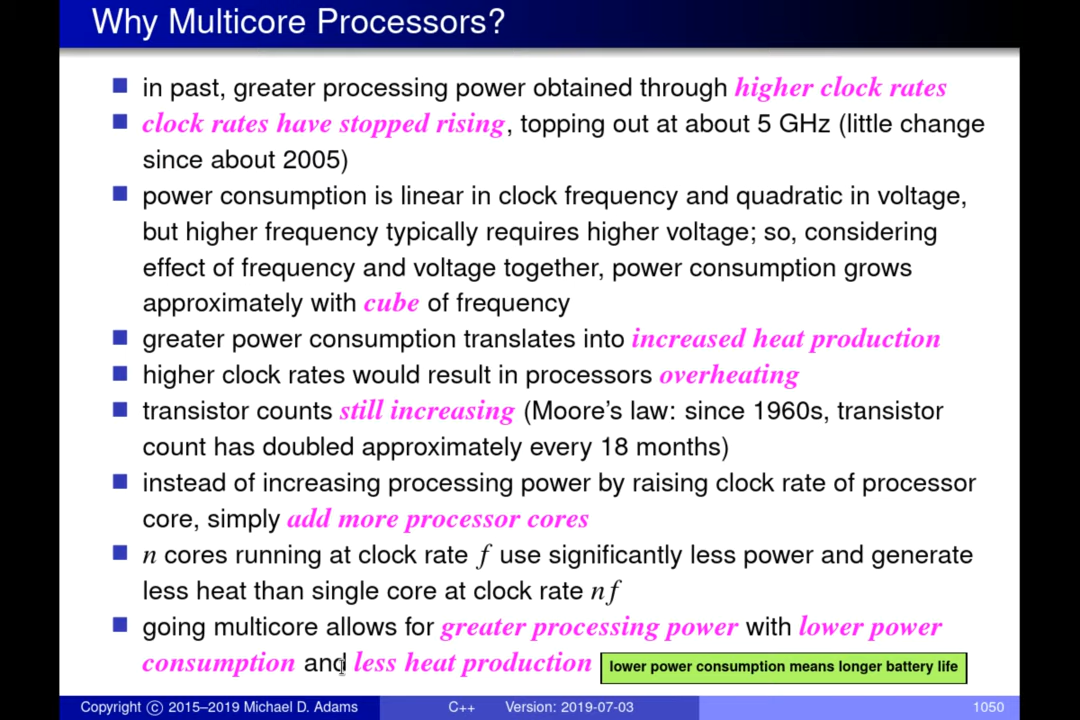 Why Multicore Processors?
in past, greater processing power obtained through higher clock rates
clock rates have stopped rising, topping out at about 5 GHz (little change
since about 2005)
power consumption is linear in clock frequency and quadratic in voltage,
but higher frequency typically requires higher voltage; so, considering
effect of frequency and voltage together, power consumption grows
approximately with cube of frequency
greater power consumption translates into increased heat production
higher clock rates would result in processors overheating
transistor counts still increasing (Moore's law: since 1960s, transistor
count has doubled approximately every 18 months)
instead of increasing processing power by raising clock rate of processor
core, simply add more processor cores
n cores running at clock rate f use significantly less power and generate
less heat than single core at clock rate nf
going multicore allows for greater processing power with lower power
consumption and less heat production lower power consumption means longer battery life
Copyright © 2015–2019 Michael D. Adams C++ Version: 2019-07-03 1050